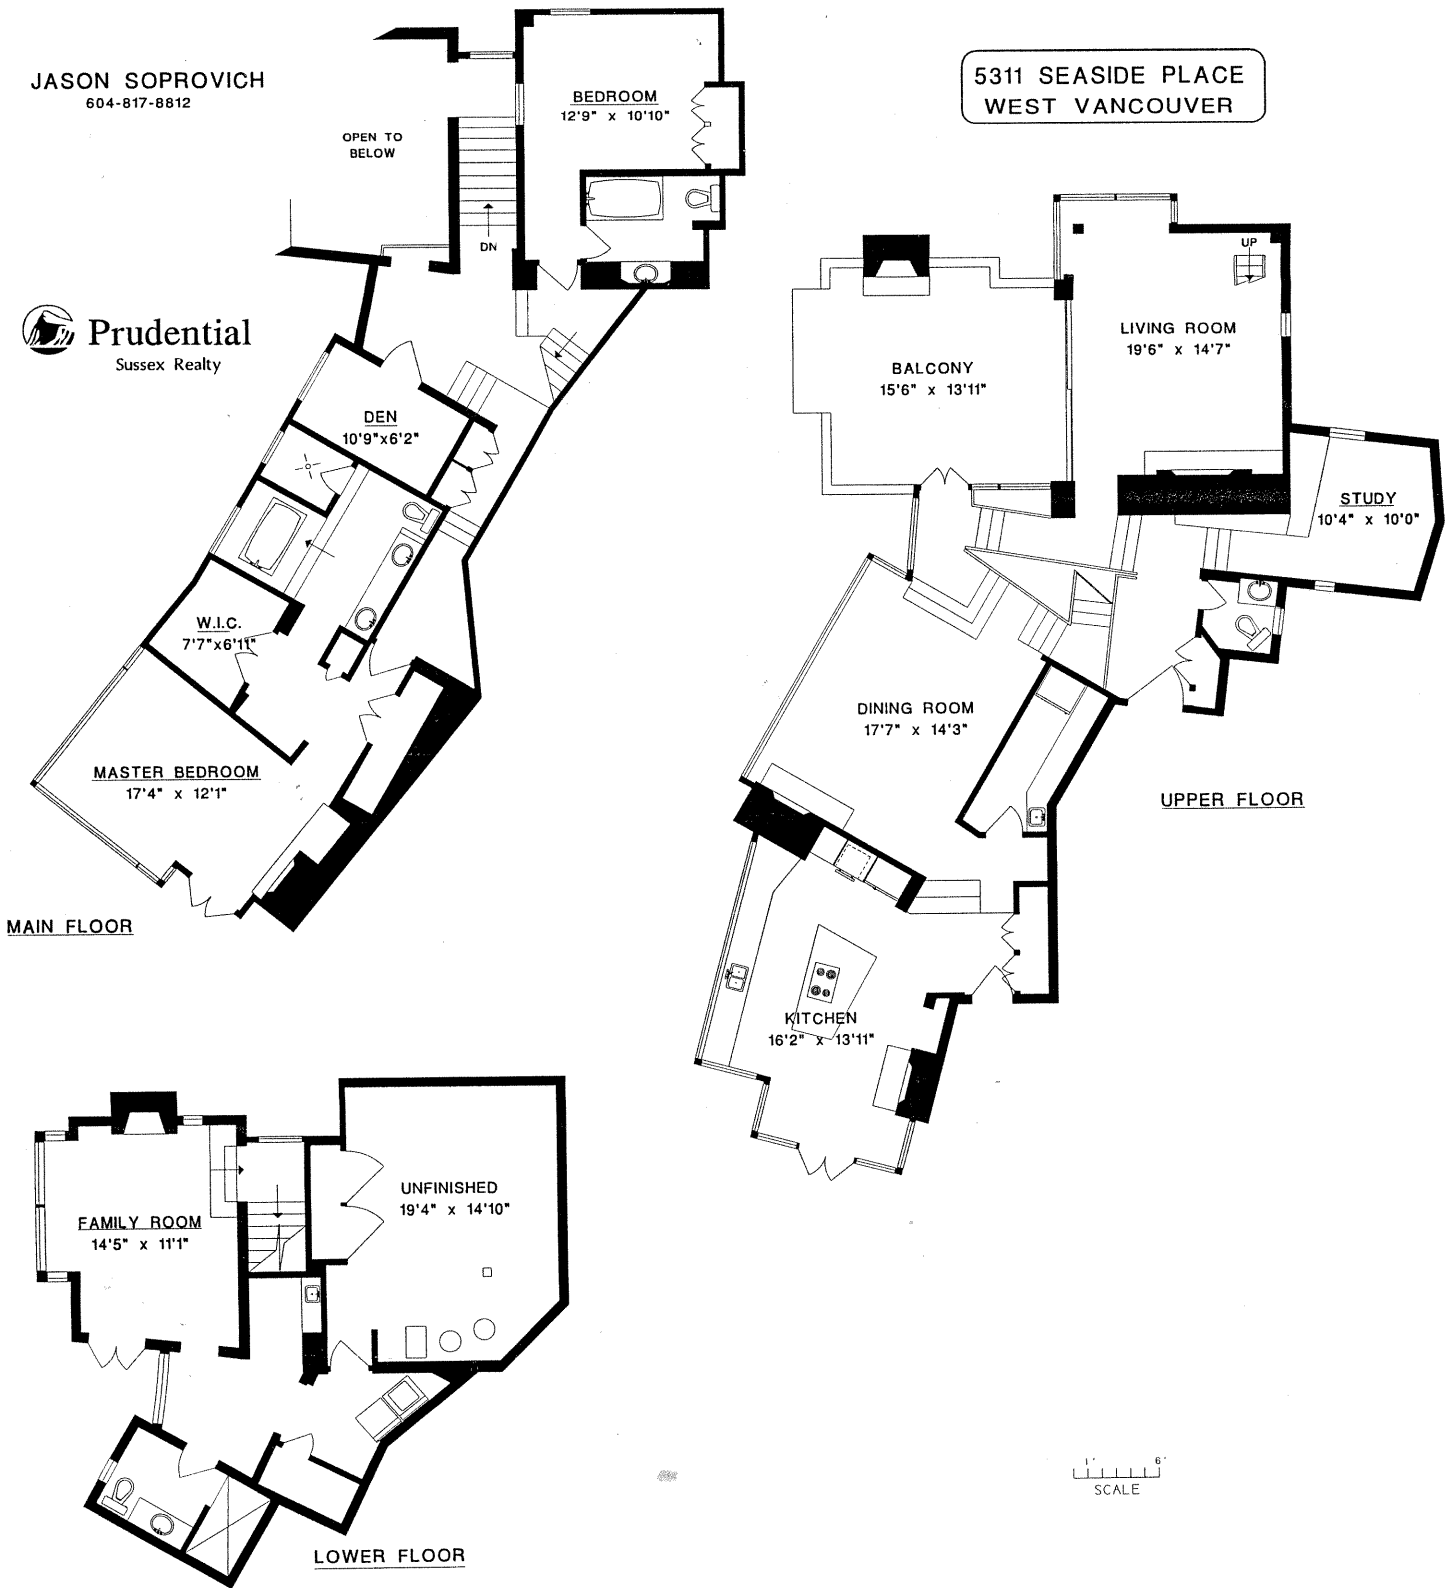 JASON SOPROVICH
604-817-8812
OPEN TO
BELOW
BEDROOM
12'9" x 10'10"
DN
5311 SEASIDE PLACE
WEST VANCOUVER
Prudential
Sussex Realty
DEN
10'9"x6'2"
W.I.C.
7'7"x6'11"
MASTER BEDROOM
17'4" x 12'1"
MAIN FLOOR
UP
LIVING ROOM
19'6" x 14'7"
BALCONY
15'6" x 13'11"
STUDY
10'4" x 10'0"
DINING ROOM
17'7" x 14'3"
UPPER FLOOR
KITCHEN
16'2" x 13'11"
UNFINISHED
19'4" x 14'10"
FAMILY ROOM
14'5" x 11'1"
LOWER FLOOR
1' 6'
SCALE